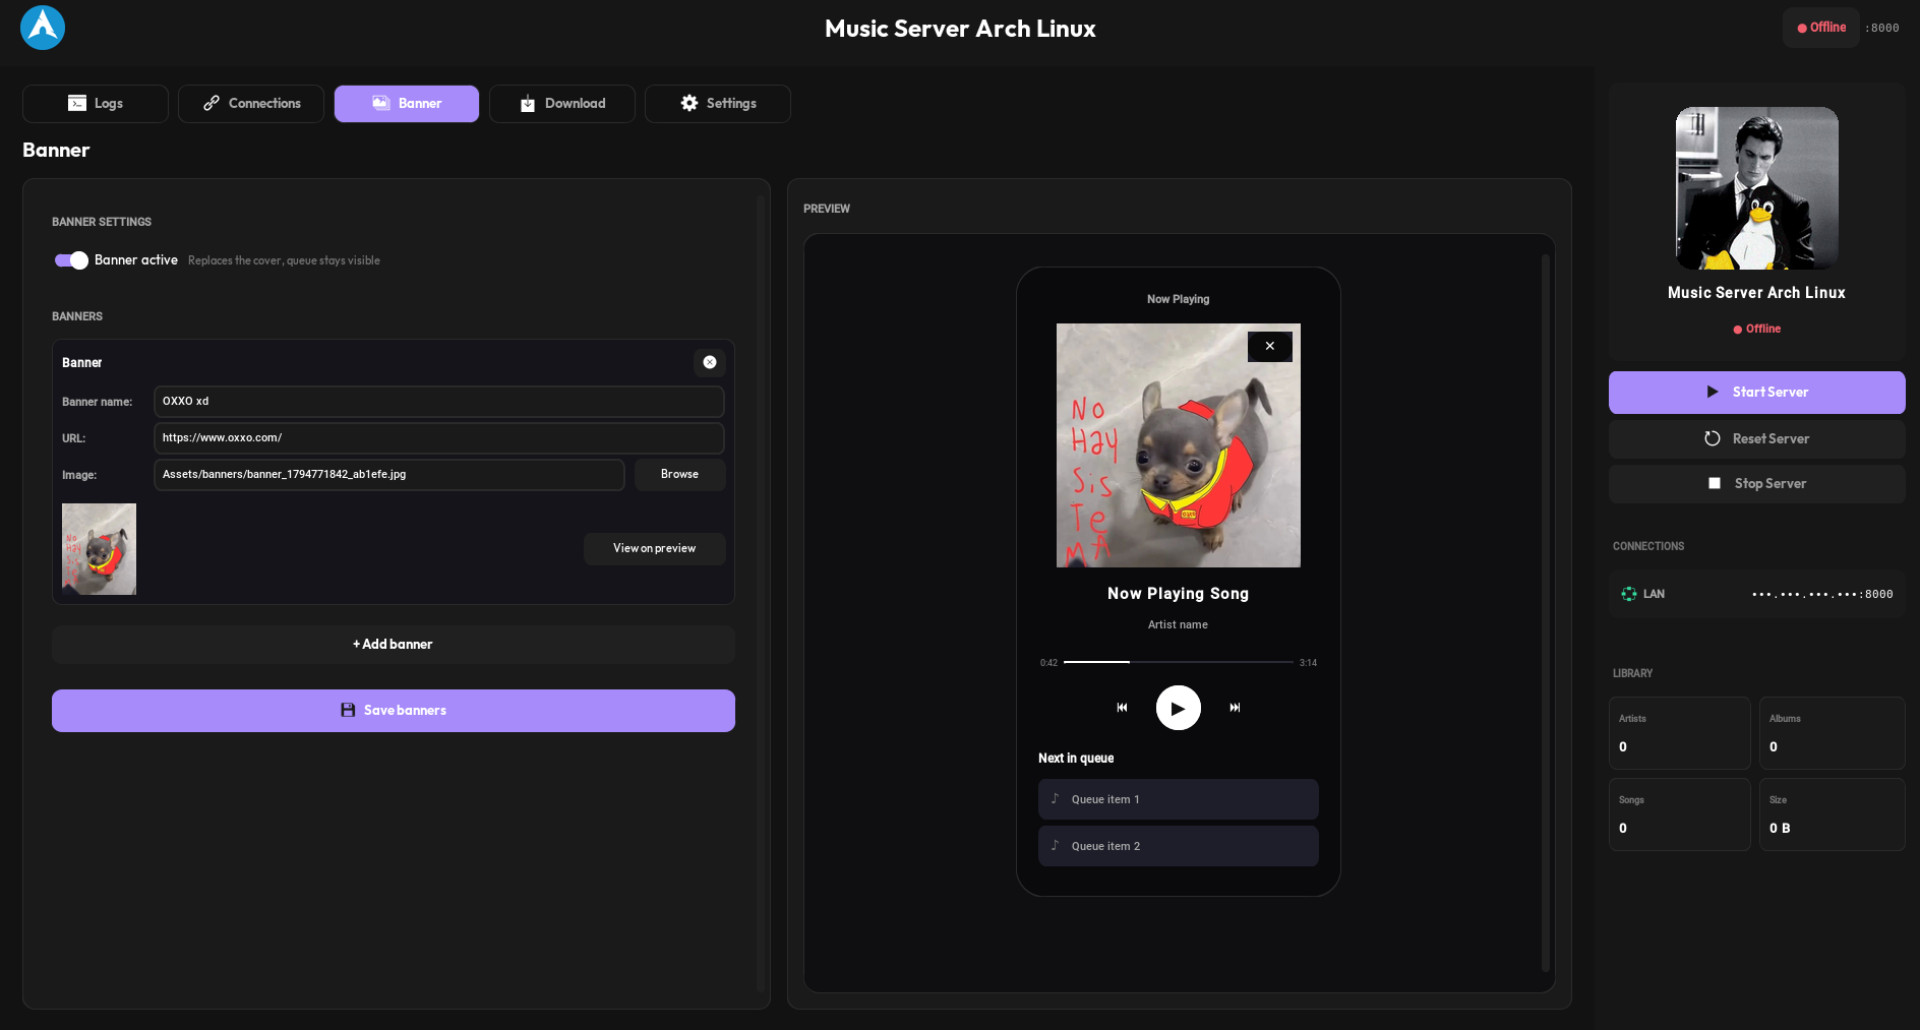 Music Server Arch Linux
Offline :8000
Logs
Connections
Banner
Download
Settings
Banner
BANNER SETTINGS
Banner active Replaces the cover, queue stays visible
BANNERS
Banner
Banner name: OXXO xd
URL: https://www.oxxo.com/
Image: Assets/banners/banner_1794771842_ab1efe.jpg Browse
No
Hay
sis
Te
MA
View on preview
+ Add banner
Save banners
PREVIEW
Now Playing
No
Hay
sis
Te
MA
Now Playing Song
Artist name
0:42 3:14
Next in queue
Queue item 1
Queue item 2
Music Server Arch Linux
Offline
Start Server
Reset Server
Stop Server
CONNECTIONS
LAN •••.•••.•••.•••:8000
LIBRARY
Artists
0
Albums
0
Songs
0
Size
0 B